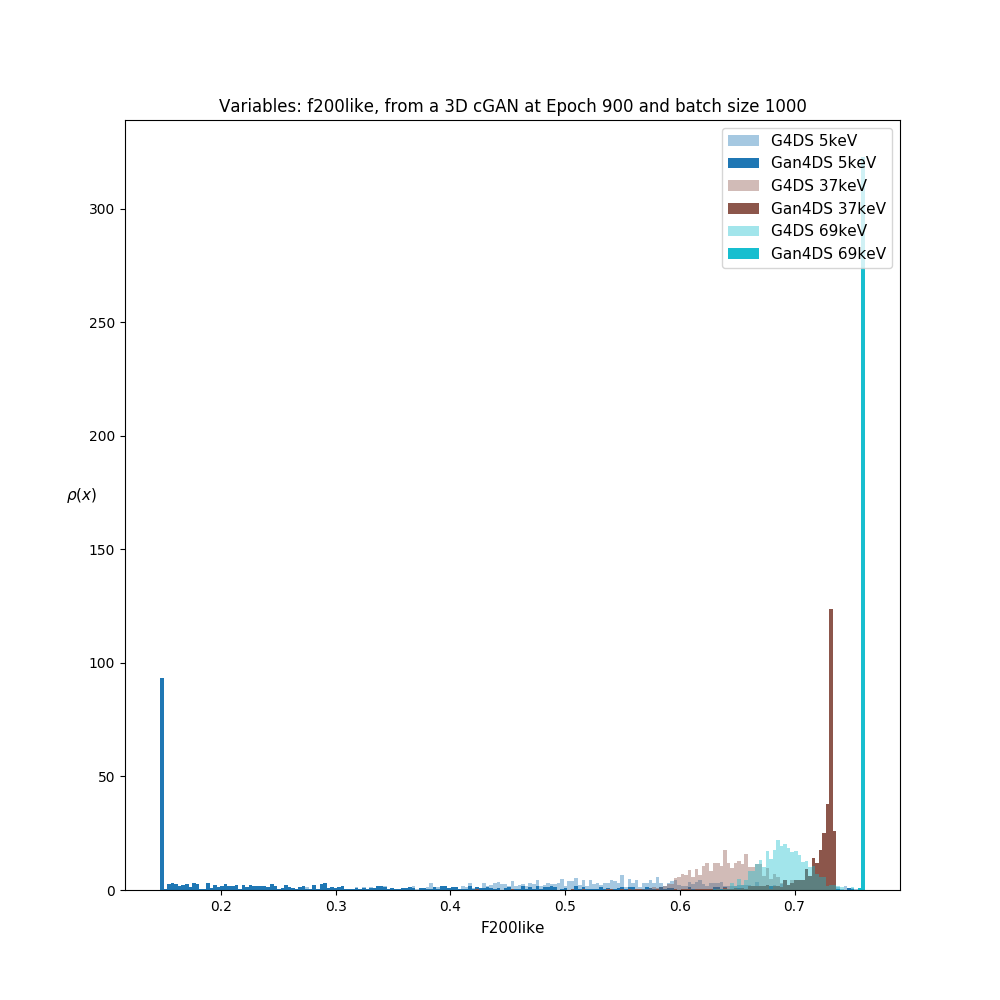 Variables: f200like, from a 3D cGAN at Epoch 900 and batch size 1000
G4DS 5keV
Gan4DS 5keV
G4DS 37keV
Gan4DS 37keV
G4DS 69keV
Gan4DS 69keV
300
250
200
ρ(x)
150
100
50
0
0.2 0.3 0.4 0.5 0.6 0.7
F200like